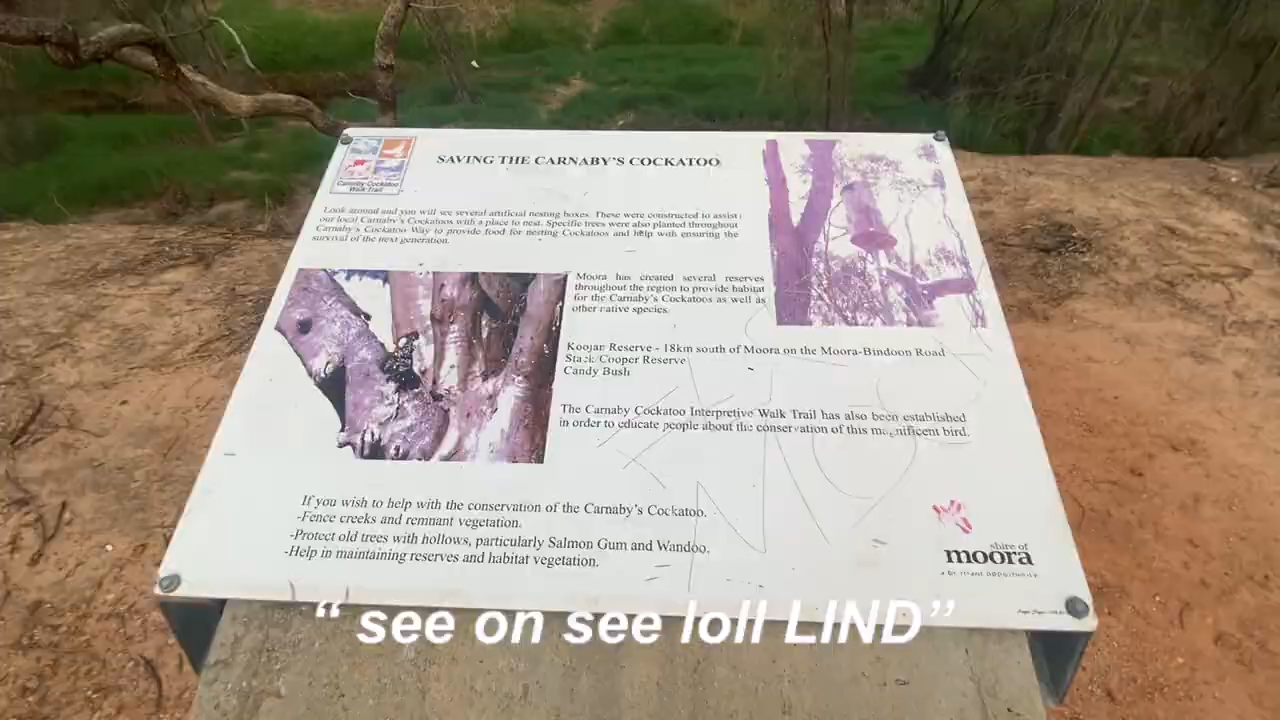 SAVING THE CARNABY'S COCKATOO
Carnaby Cockatoo
Walk Trail
Look around and you will see several artificial nesting boxes. These were constructed to assist
our local Carnaby's Cockatoos with a place to nest. Specific trees were also planted throughout
Carnaby's Cockatoo Way to provide food for nesting Cockatoos and help with ensuring the
survival of the next generation.
Moora has created several reserves
throughout the region to provide habitat
for the Carnaby's Cockatoos as well as
other native species.
Koojan Reserve - 18km south of Moora on the Moora-Bindoon Road
Stack Cooper Reserve
Candy Bush
The Carnaby Cockatoo Interpretive Walk Trail has also been established
in order to educate people about the conservation of this magnificent bird.
If you wish to help with the conservation of the Carnaby's Cockatoo.
-Fence creeks and remnant vegetation.
-Protect old trees with hollows, particularly Salmon Gum and Wandoo.
-Help in maintaining reserves and habitat vegetation.
shire of
moora
“ see on see loll LIND”